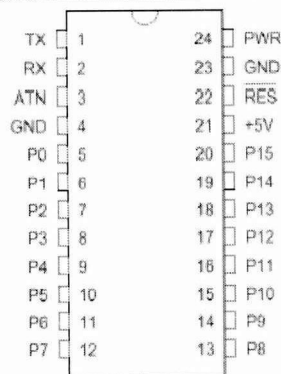 TX 1 24 PWR
RX 2 23 GND
ATN 3 22 RES
GND 4 21 +5V
P0 5 20 P15
P1 6 19 P14
P2 7 18 P13
P3 8 17 P12
P4 9 16 P11
P5 10 15 P10
P6 11 14 P9
P7 12 13 P8